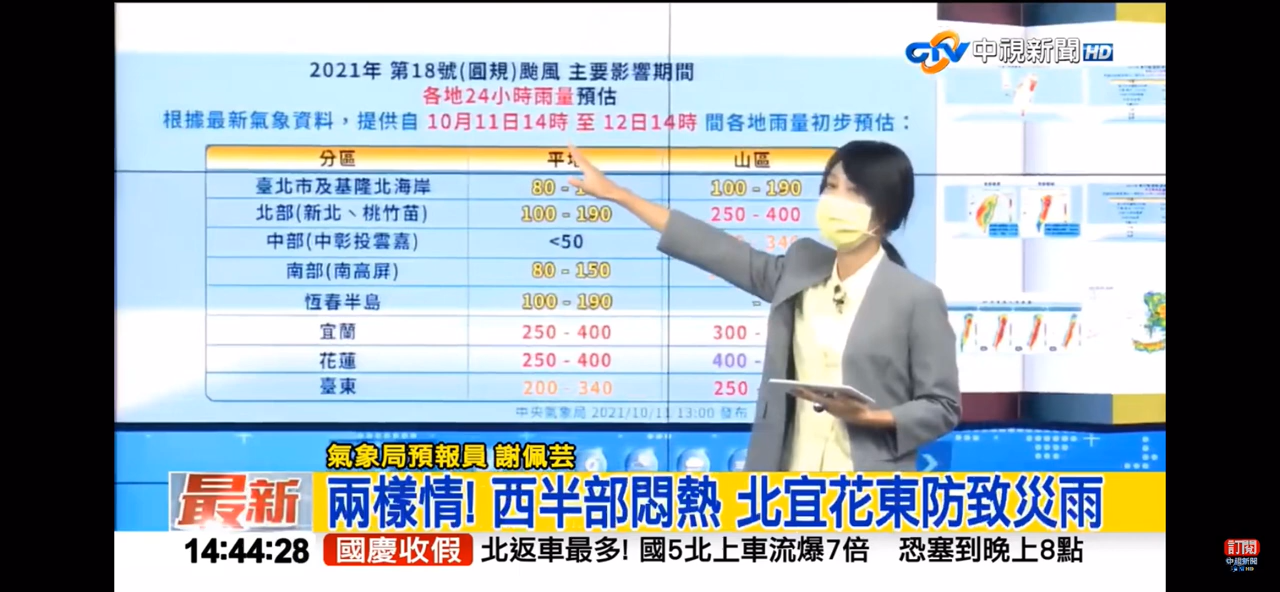 CTV 中視新聞 HD
2021年 第18號(圓規)颱風 主要影響期間
各地24小時雨量預估
根據最新氣象資料，提供自 10月11日14時 至 12日14時 間各地雨量初步預估：
分區 平 山區
臺北市及基隆北海岸 80 - 100 - 190
北部(新北、桃竹苗) 100 - 190 250 - 400
中部(中彰投雲嘉) <50 - 340
南部(南高屏) 80 - 150
恆春半島 100 - 190 -
宜蘭 250 - 400 300 -
花蓮 250 - 400 400 -
臺東 200 - 340 250
中央氣象局 2021/10/11 13:00 發布
氣象局預報員 謝佩芸
最新 兩樣情! 西半部悶熱 北宜花東防致災雨
14:44:28 國慶收假 北返車最多! 國5北上車流爆7倍 恐塞到晚上8點
訂閱
中視新聞
HD